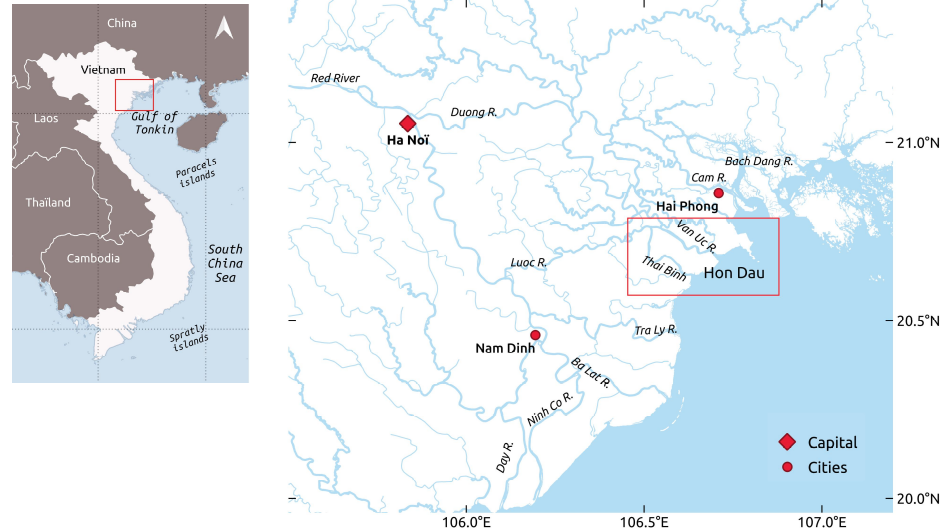 China
Vietnam
Gulf of
Tonkin
Laos
Paracels
islands
Thaïland
Cambodia
South
China
Sea
Spratly
islands
Red River
Duong R.
Ha Noï
21.0°N
Bach Dang R.
Cam R.
Hai Phong
Van Uc R.
Luoc R.
Thai Binh
Hon Dau
20.5°N
Tra Ly R.
Nam Dinh
Ba Lat R.
Ninh Co R.
Day R.
Capital
Cities
20.0°N
106.0°E
106.5°E
107.0°E